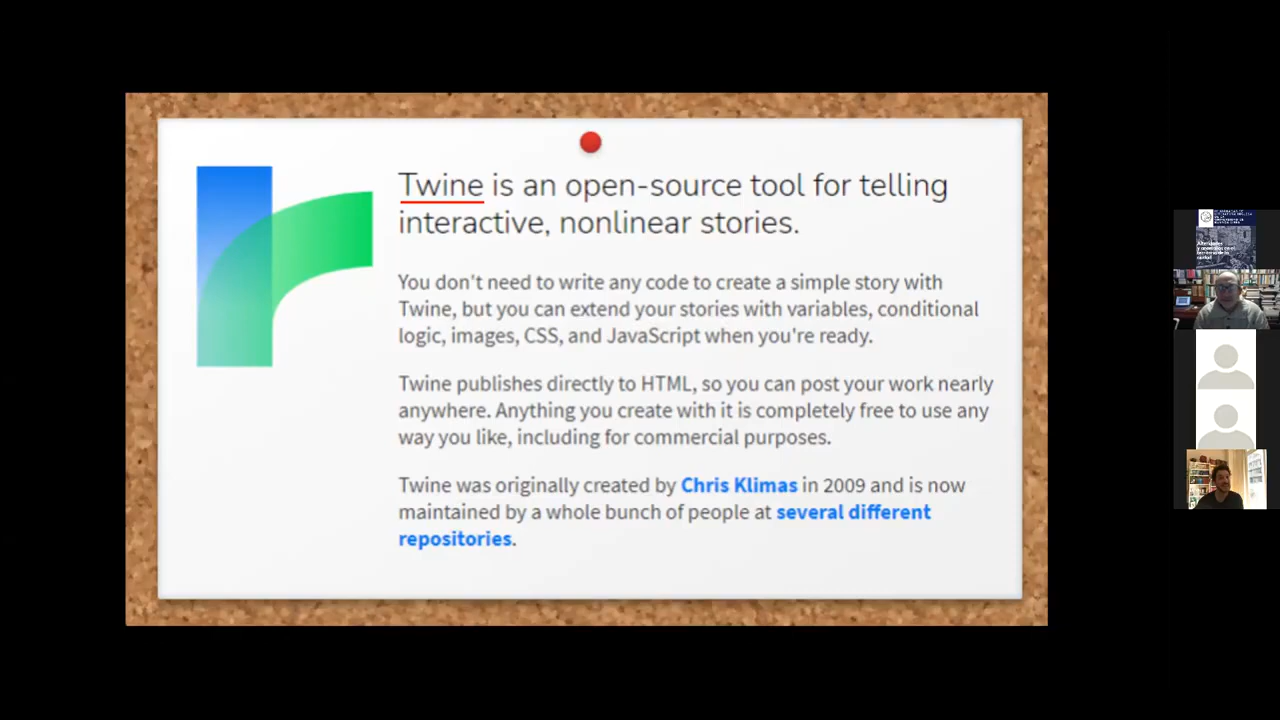 Twine is an open-source tool for telling
interactive, nonlinear stories.
You don't need to write any code to create a simple story with
Twine, but you can extend your stories with variables, conditional
logic, images, CSS, and JavaScript when you're ready.
Twine publishes directly to HTML, so you can post your work nearly
anywhere. Anything you create with it is completely free to use any
way you like, including for commercial purposes.
Twine was originally created by Chris Klimas in 2009 and is now
maintained by a whole bunch of people at several different
repositories.